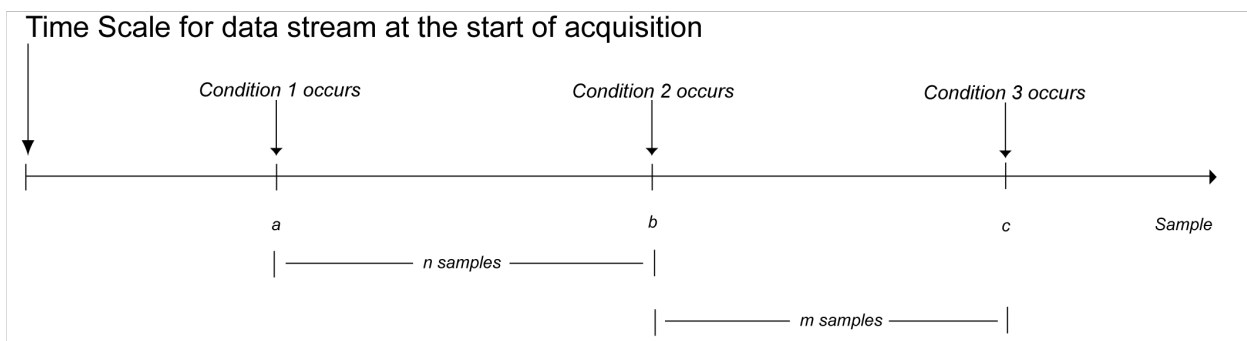 Time Scale for data stream at the start of acquisition
Condition 1 occurs
Condition 2 occurs
Condition 3 occurs
a
b
c
Sample
n samples
m samples